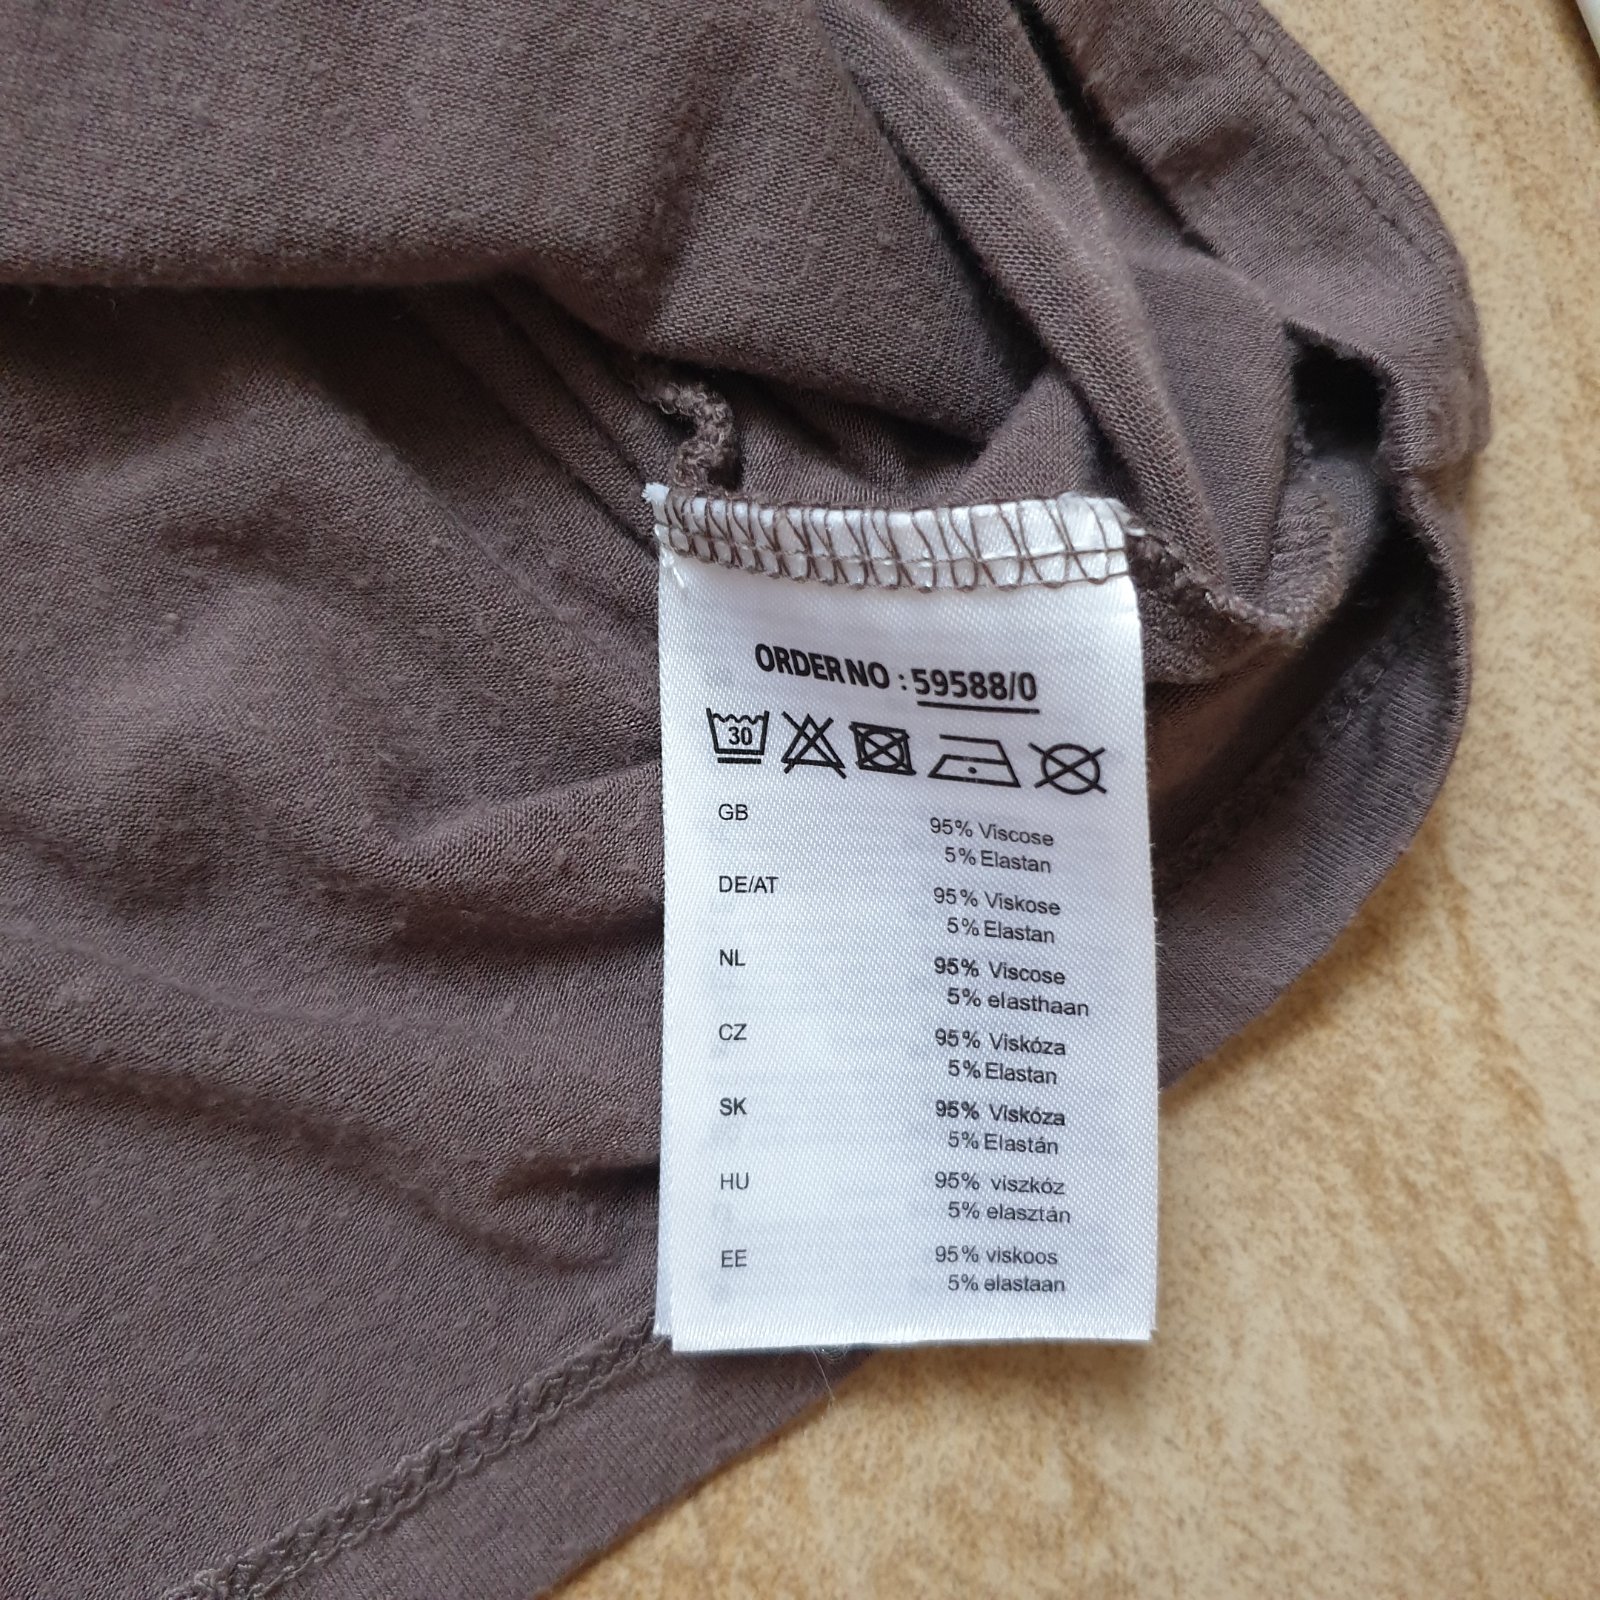 ORDER NO : 59588/0
30
GB 95% Viscose
5% Elastan
DE/AT 95% Viskose
5% Elastan
NL 95% Viscose
5% elasthaan
CZ 95% Viskóza
5% Elastan
SK 95% Viskóza
5% Elastán
HU 95% viszkóz
5% elasztán
EE 95% viskoos
5% elastaan